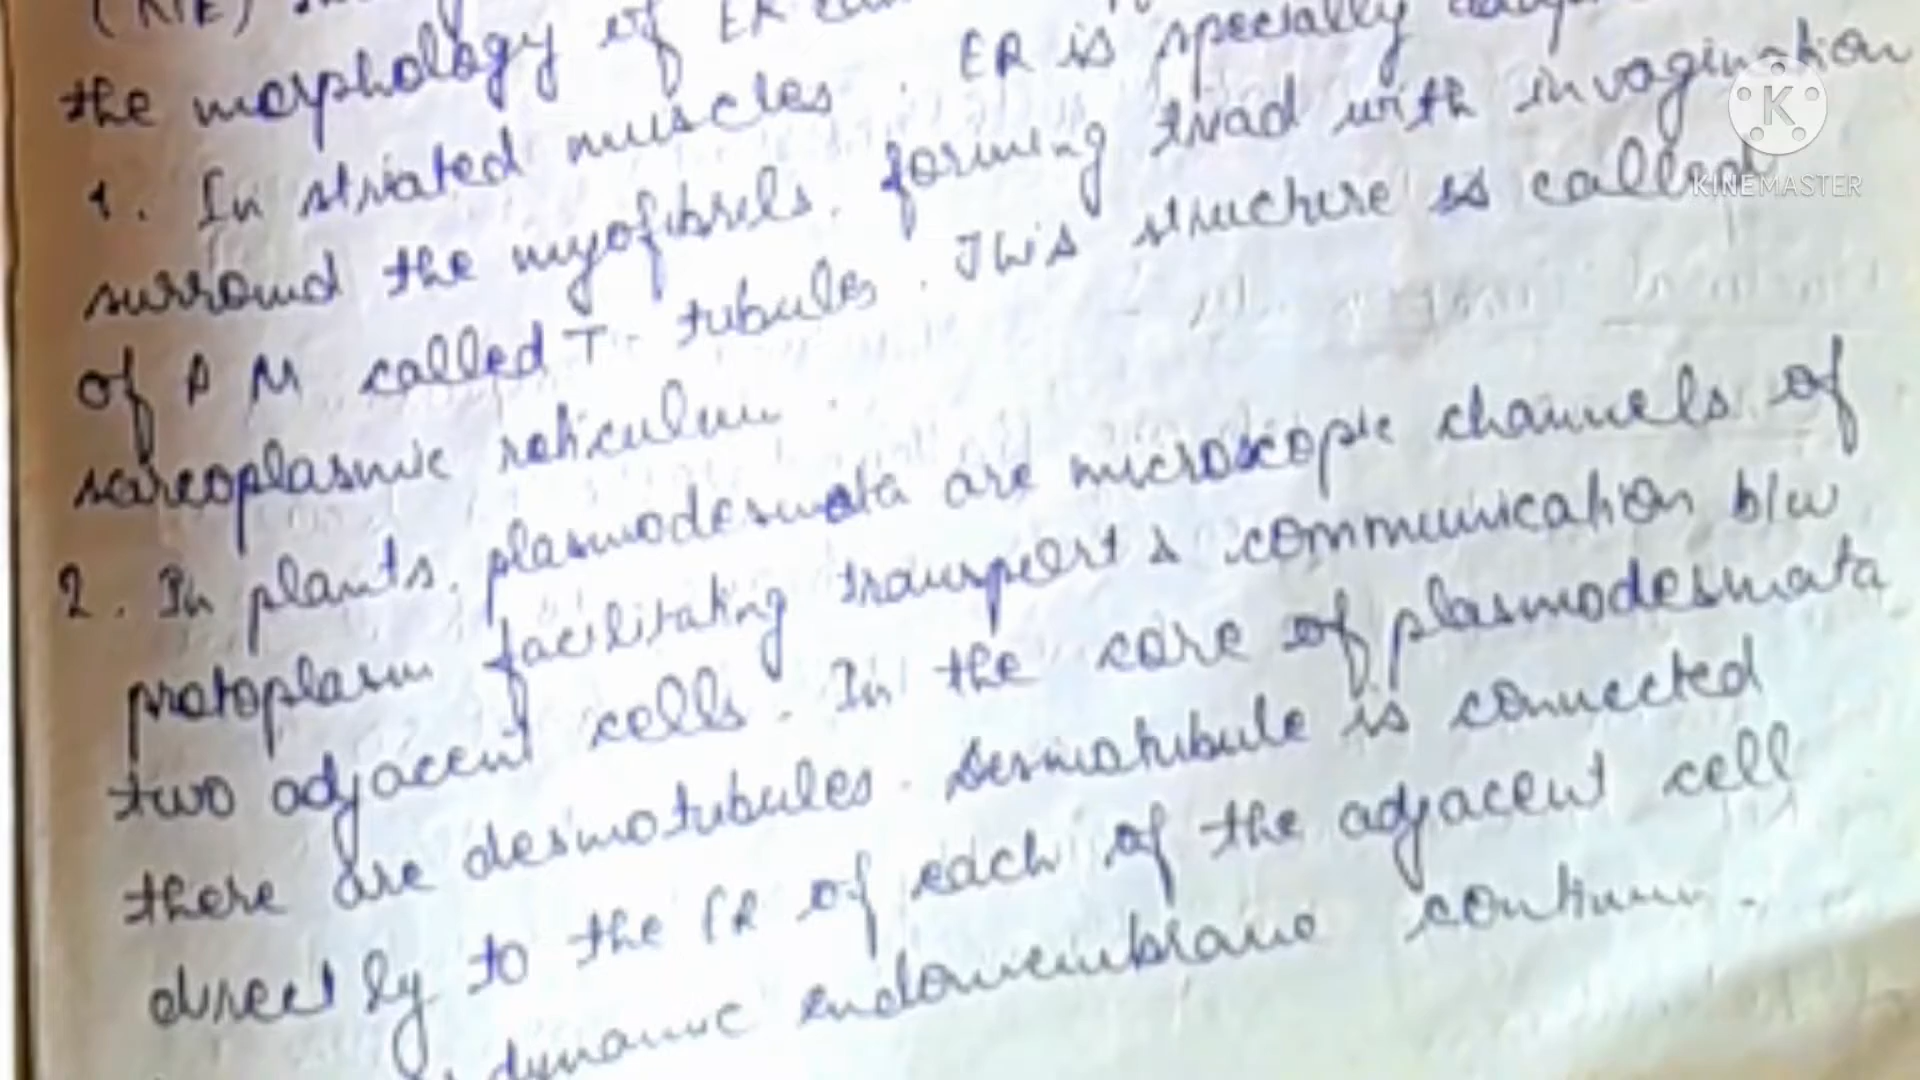 the morphology of ER
1. In striated muscles. ER is specially
surround the myofibrils, forming triad with invagination
of P M called T- tubules. This structure is called
sarcoplasmic reticulum.
2. In plants, plasmodesmata are microscopic channels of
protoplasm facilitating transport & communication b/w
two adjacent cells. In the core of plasmodesmata
there are desmotubules. Desmotubule is connected
directly to the ER of each of the adjacent cell
dynamic endomembrane continum.
KINEMASTER